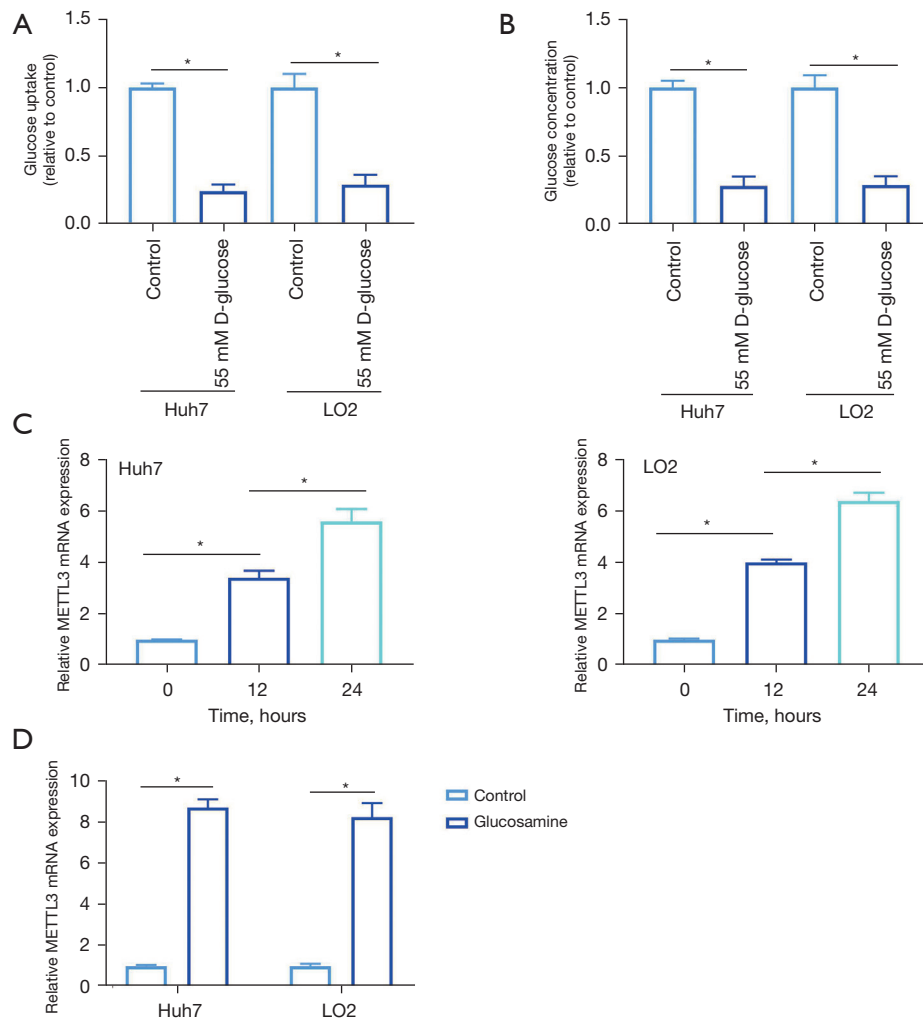 A
Glucose uptake
(relative to control)
1.5
1.0
0.5
0.0
*
*
Control
55 mM D-glucose
Control
55 mM D-glucose
Huh7
LO2
B
Glucose concentration
(relative to control)
1.5
1.0
0.5
0.0
*
*
Control
55 mM D-glucose
Control
55 mM D-glucose
Huh7
LO2
C
Relative METTL3 mRNA expression
8
6
4
2
0
Huh7
*
*
0 12 24
Time, hours
Relative METTL3 mRNA expression
8
6
4
2
0
LO2
*
*
0 12 24
Time, hours
D
Relative METTL3 mRNA expression
10
8
6
4
2
0
*
*
Huh7 LO2
Control
Glucosamine